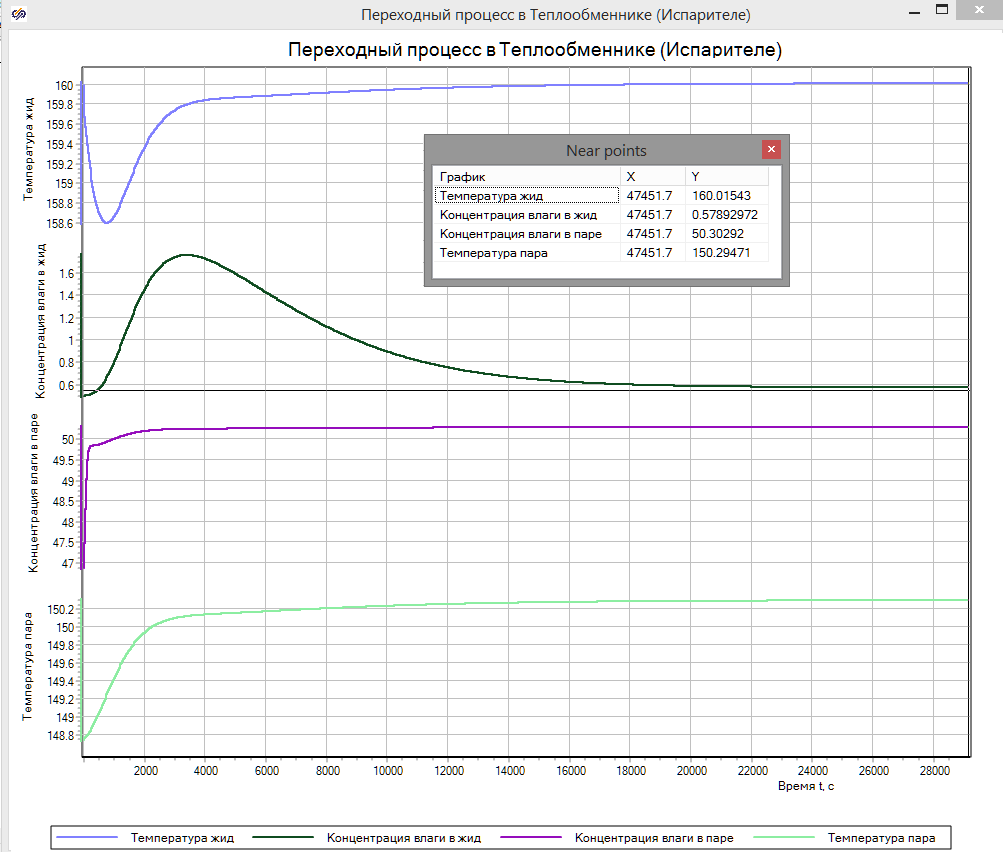 Переходный процесс в Теплообменнике (Испарителе)
Переходный процесс в Теплообменнике (Испарителе)
Температура жид
160
159.8
159.6
159.4
159.2
159
158.8
158.6
Near points
График X Y
Температура жид 47451.7 160.01543
Концентрация влаги в жид 47451.7 0.57892972
Концентрация влаги в паре 47451.7 50.30292
Температура пара 47451.7 150.29471
Концентрация влаги в жид
1.6
1.4
1.2
1
0.8
0.6
Концентрация влаги в паре
50
49.5
49
48.5
48
47.5
47
Температура пара
150.2
150
149.8
149.6
149.4
149.2
149
148.8
2000 4000 6000 8000 10000 12000 14000 16000 18000 20000 22000 24000 26000 28000
Время t, с
Температура жид Концентрация влаги в жид Концентрация влаги в паре Температура пара